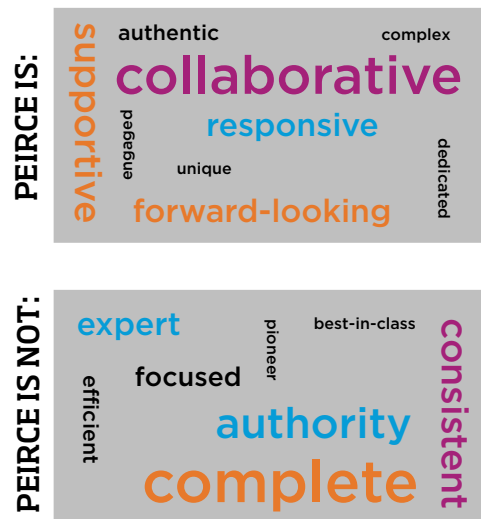 PEIRCE IS:
supportive
authentic
complex
collaborative
responsive
engaged
unique
dedicated
forward-looking
PEIRCE IS NOT:
expert
pioneer
best-in-class
consistent
focused
efficient
authority
complete